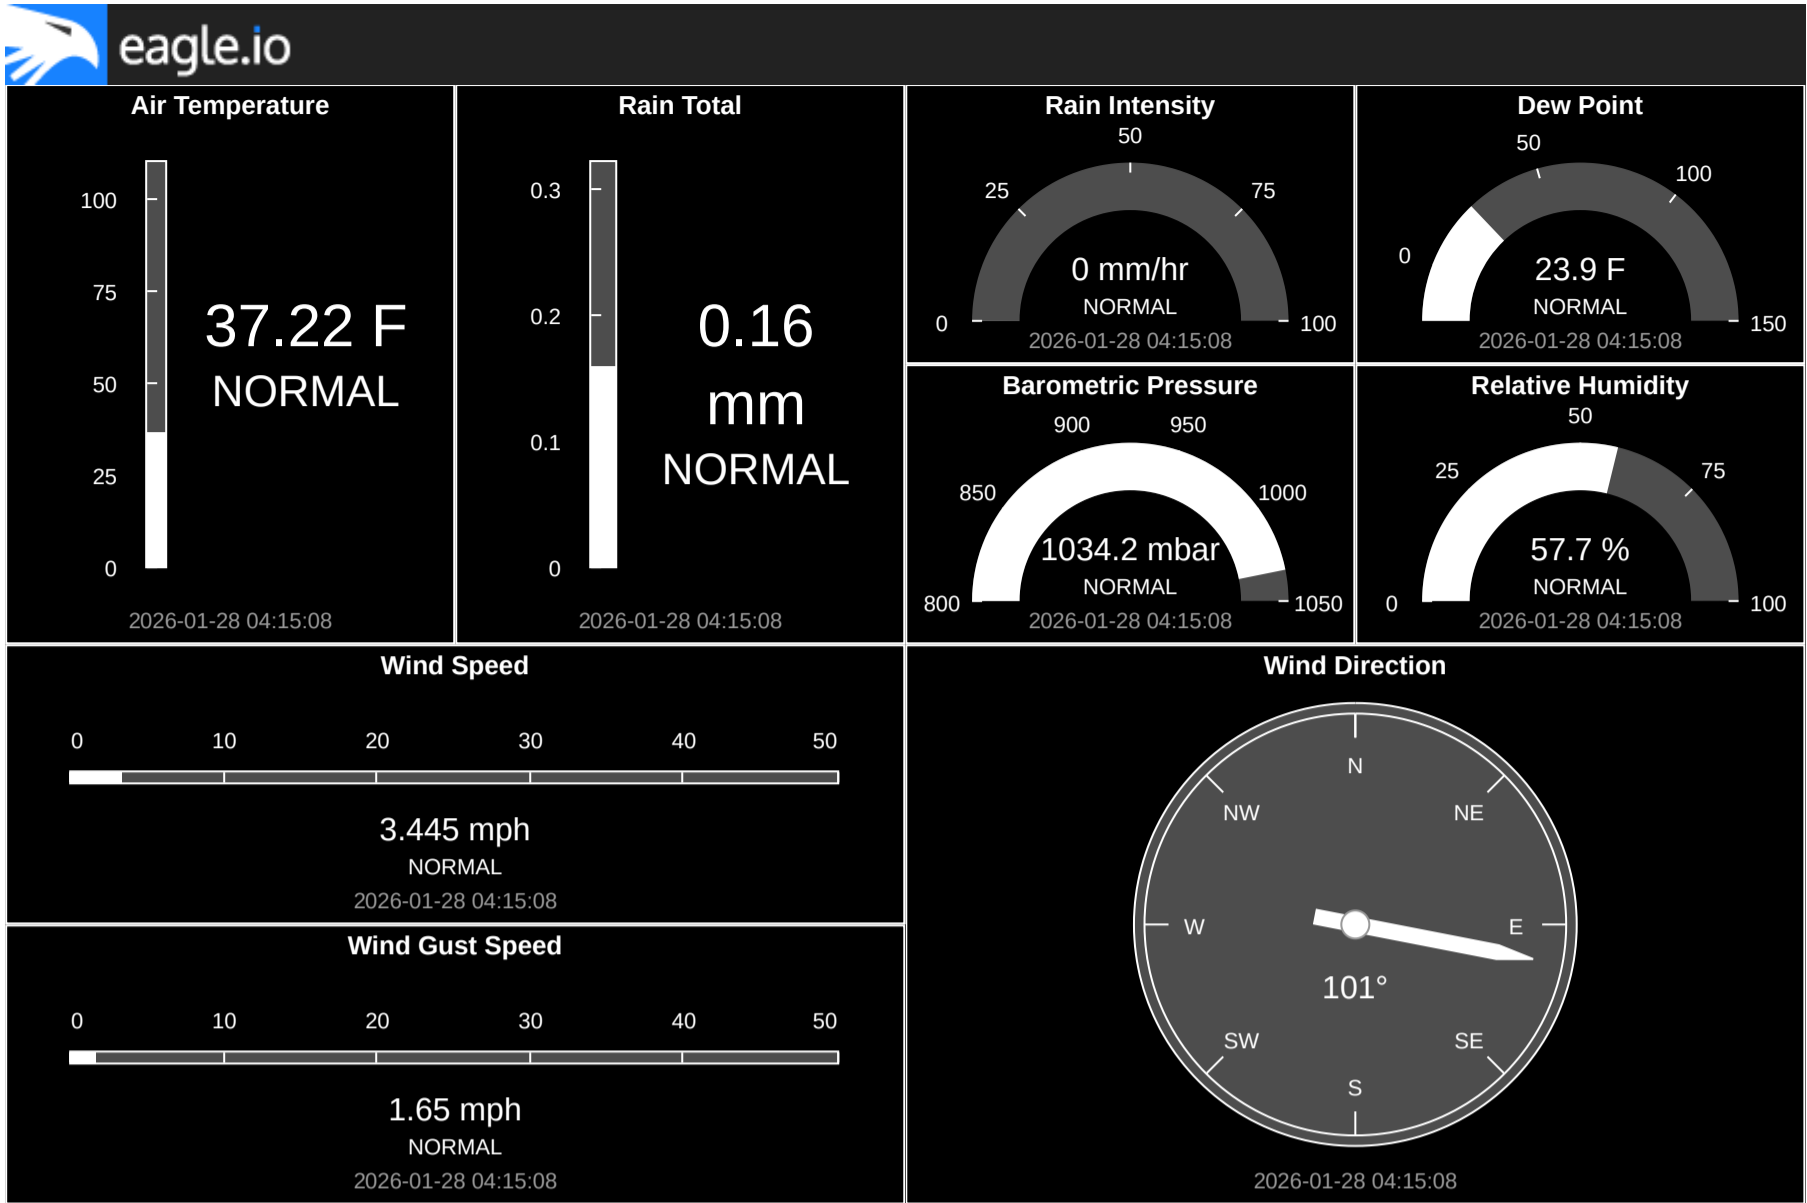 eagle.io
Air Temperature
100
75
50
25
0
37.22 F
NORMAL
2026-01-28 04:15:08
Rain Total
0.3
0.2
0.1
0
0.16
mm
NORMAL
2026-01-28 04:15:08
Rain Intensity
50
25
75
0
100
0 mm/hr
NORMAL
2026-01-28 04:15:08
Dew Point
50
100
0
150
23.9 F
NORMAL
2026-01-28 04:15:08
Barometric Pressure
900
950
850
1000
800
1050
1034.2 mbar
NORMAL
2026-01-28 04:15:08
Relative Humidity
50
25
75
0
100
57.7 %
NORMAL
2026-01-28 04:15:08
Wind Speed
0 10 20 30 40 50
3.445 mph
NORMAL
2026-01-28 04:15:08
Wind Gust Speed
0 10 20 30 40 50
1.65 mph
NORMAL
2026-01-28 04:15:08
Wind Direction
N
NW NE
W E
101°
SW SE
S
2026-01-28 04:15:08